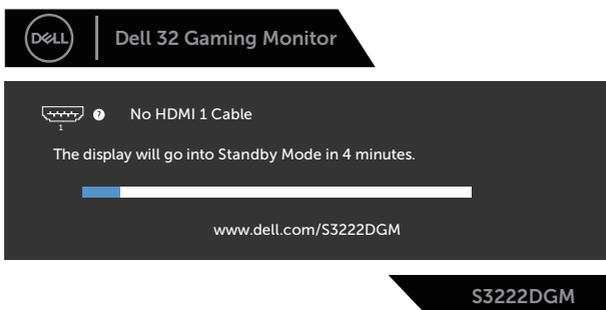 DELL
Dell 32 Gaming Monitor
1
?
No HDMI 1 Cable
The display will go into Standby Mode in 4 minutes.
www.dell.com/S3222DGM
S3222DGM